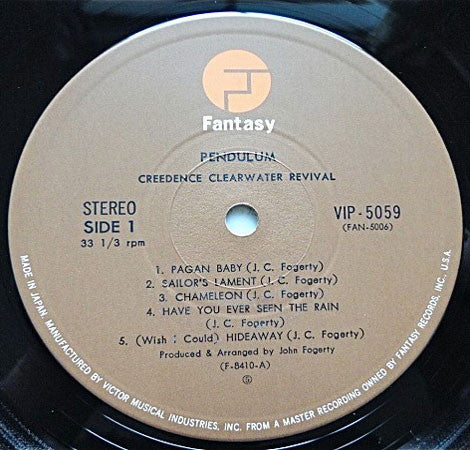 Fantasy
PENDULUM
CREEDENCE CLEARWATER REVIVAL
STEREO
SIDE 1
33 1/3 rpm
VIP-5059
(FAN-5006)
1. PAGAN BABY (J. C. Fogerty)
2. SAILOR'S LAMENT (J. C. Fogerty)
3. CHAMELEON (J. C. Fogerty)
4. HAVE YOU EVER SEEN THE RAIN
(J. C. Fogerty)
5. (Wish I Could) HIDEAWAY (J. C. Fogerty)
Produced & Arranged by John Fogerty
(F-8410-A)
MADE IN JAPAN. MANUFACTURED BY VICTOR MUSICAL INDUSTRIES, INC. FROM A MASTER RECORDING OWNED BY FANTASY RECORDS, INC., U.S.A.